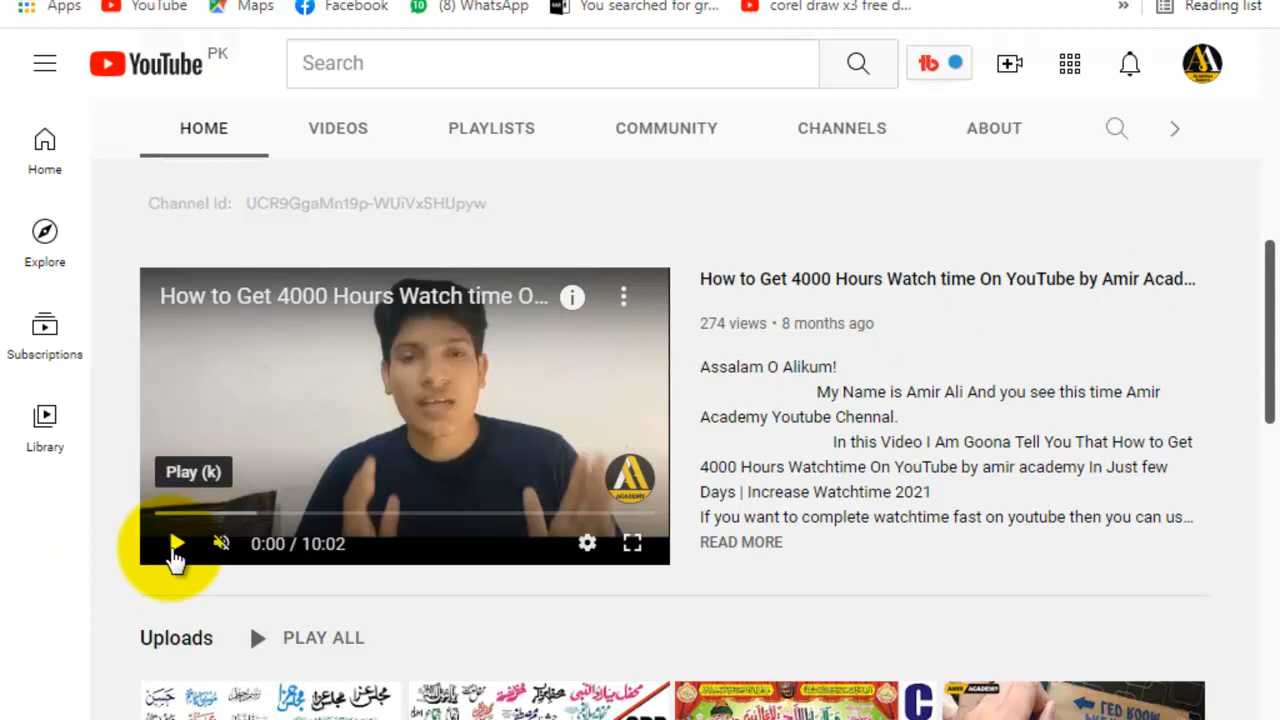 Apps YouTube Maps Facebook (8) WhatsApp You searched for gr... corel draw x3 free d... » Reading list
YouTube PK
Search
HOME VIDEOS PLAYLISTS COMMUNITY CHANNELS ABOUT
Home
Explore
Subscriptions
Library
Channel Id: UCR9GgaMn19p-WUiVxSHUpyw
How to Get 4000 Hours Watch time O...
Play (k)
ACADEMY
0:00 / 10:02
How to Get 4000 Hours Watch time On YouTube by Amir Acad...
274 views • 8 months ago
Assalam O Alikum!
My Name is Amir Ali And you see this time Amir
Academy Youtube Chennal.
In this Video I Am Goona Tell You That How to Get
4000 Hours Watchtime On YouTube by amir academy In Just few
Days | Increase Watchtime 2021
If you want to complete watchtime fast on youtube then you can us...
READ MORE
Uploads PLAY ALL
AMIR ACADEMY
LED ROOM